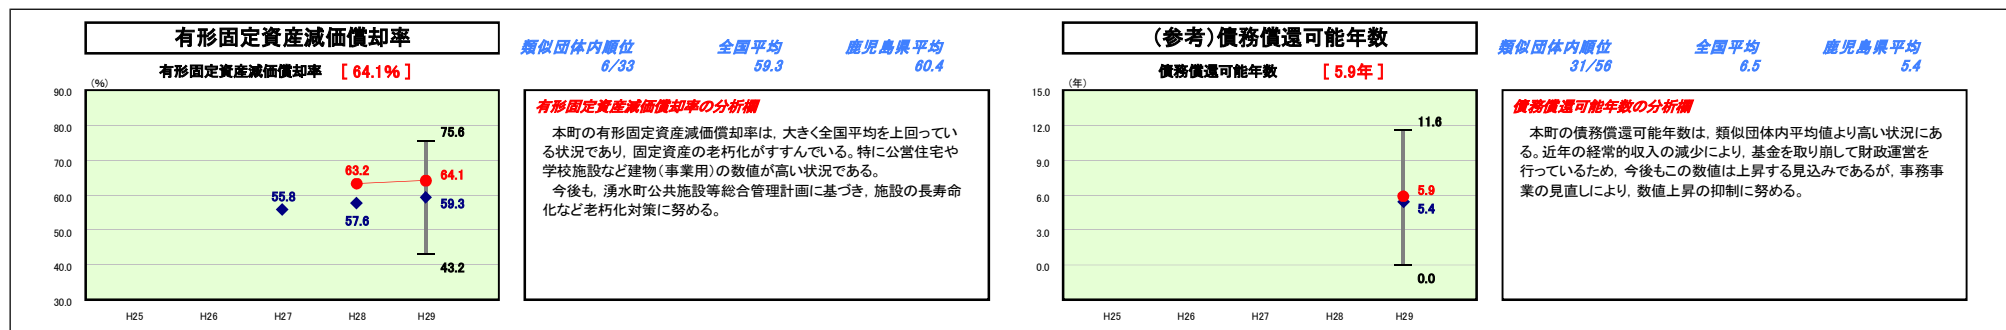 有形固定資産減価償却率
類似団体内順位
6/33
全国平均
59.3
鹿児島県平均
60.4
有形固定資産減価償却率 [ 64.1% ]
(%)
90.0
80.0
70.0
60.0
50.0
40.0
30.0
75.6
63.2
64.1
55.8
57.6
59.3
43.2
H25
H26
H27
H28
H29
有形固定資産減価償却率の分析欄
本町の有形固定資産減価償却率は，大きく全国平均を上回ってい
る状況であり，固定資産の老朽化がすすんでいる。特に公営住宅や
学校施設など建物（事業用）の数値が高い状況である。
今後も，湧水町公共施設等総合管理計画に基づき，施設の長寿命
化など老朽化対策に努める。
（参考）債務償還可能年数
類似団体内順位
31/56
全国平均
6.5
鹿児島県平均
5.4
債務償還可能年数 [ 5.9年 ]
(年)
15.0
12.0
9.0
6.0
3.0
0.0
11.6
5.9
5.4
0.0
H25
H26
H27
H28
H29
債務償還可能年数の分析欄
本町の債務償還可能年数は，類似団体内平均値より高い状況にあ
る。近年の経常的収入の減少により，基金を取り崩して財政運営を
行っているため，今後もこの数値は上昇する見込みであるが，事務事
業の見直しにより，数値上昇の抑制に努める。